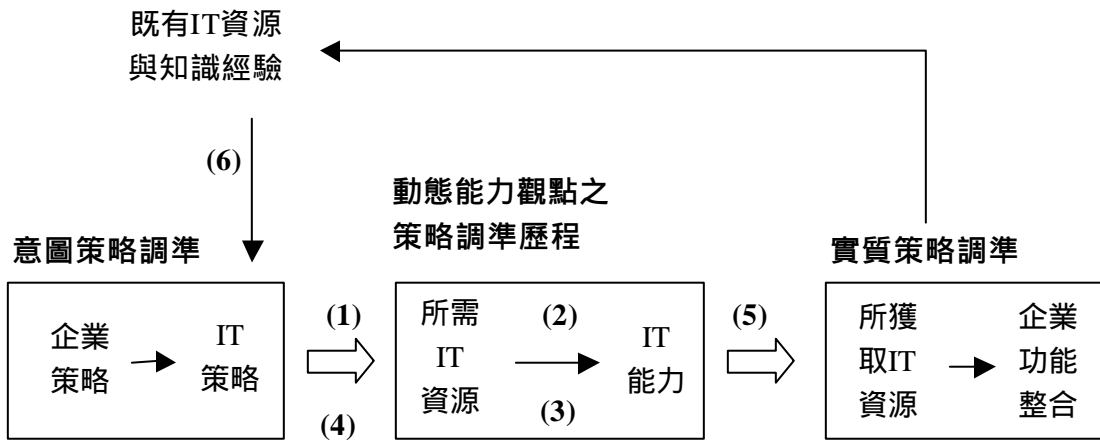 既有IT資源
與知識經驗
(6)
動態能力觀點之
策略調準歷程
意圖策略調準
實質策略調準
企業
策略
IT
策略
(1)
(4)
所需
IT
資源
(2)
(3)
IT
能力
(5)
所獲
取IT
資源
企業
功能
整合